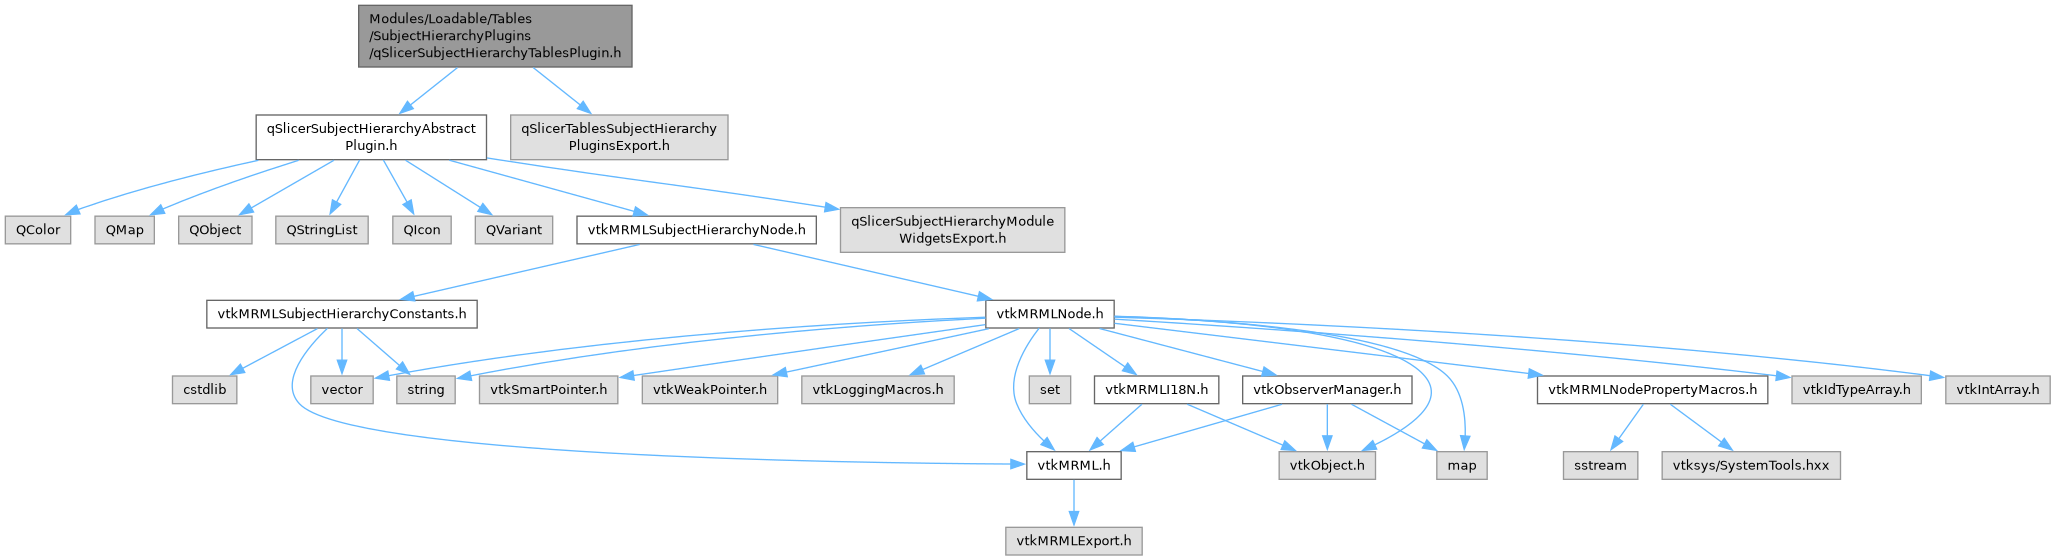 Modules/Loadable/Tables
/SubjectHierarchyPlugins
/qSlicerSubjectHierarchyTablesPlugin.h
qSlicerSubjectHierarchyAbstract
Plugin.h
qSlicerTablesSubjectHierarchy
PluginsExport.h
QColor
QMap
QObject
QStringList
QIcon
QVariant
vtkMRMLSubjectHierarchyNode.h
qSlicerSubjectHierarchyModule
WidgetsExport.h
vtkMRMLSubjectHierarchyConstants.h
vtkMRMLNode.h
cstdlib
vector
string
vtkSmartPointer.h
vtkWeakPointer.h
vtkLoggingMacros.h
set
vtkMRMLI18N.h
vtkObserverManager.h
vtkMRMLNodePropertyMacros.h
vtkIdTypeArray.h
vtkIntArray.h
vtkMRML.h
vtkObject.h
map
sstream
vtksys/SystemTools.hxx
vtkMRMLExport.h